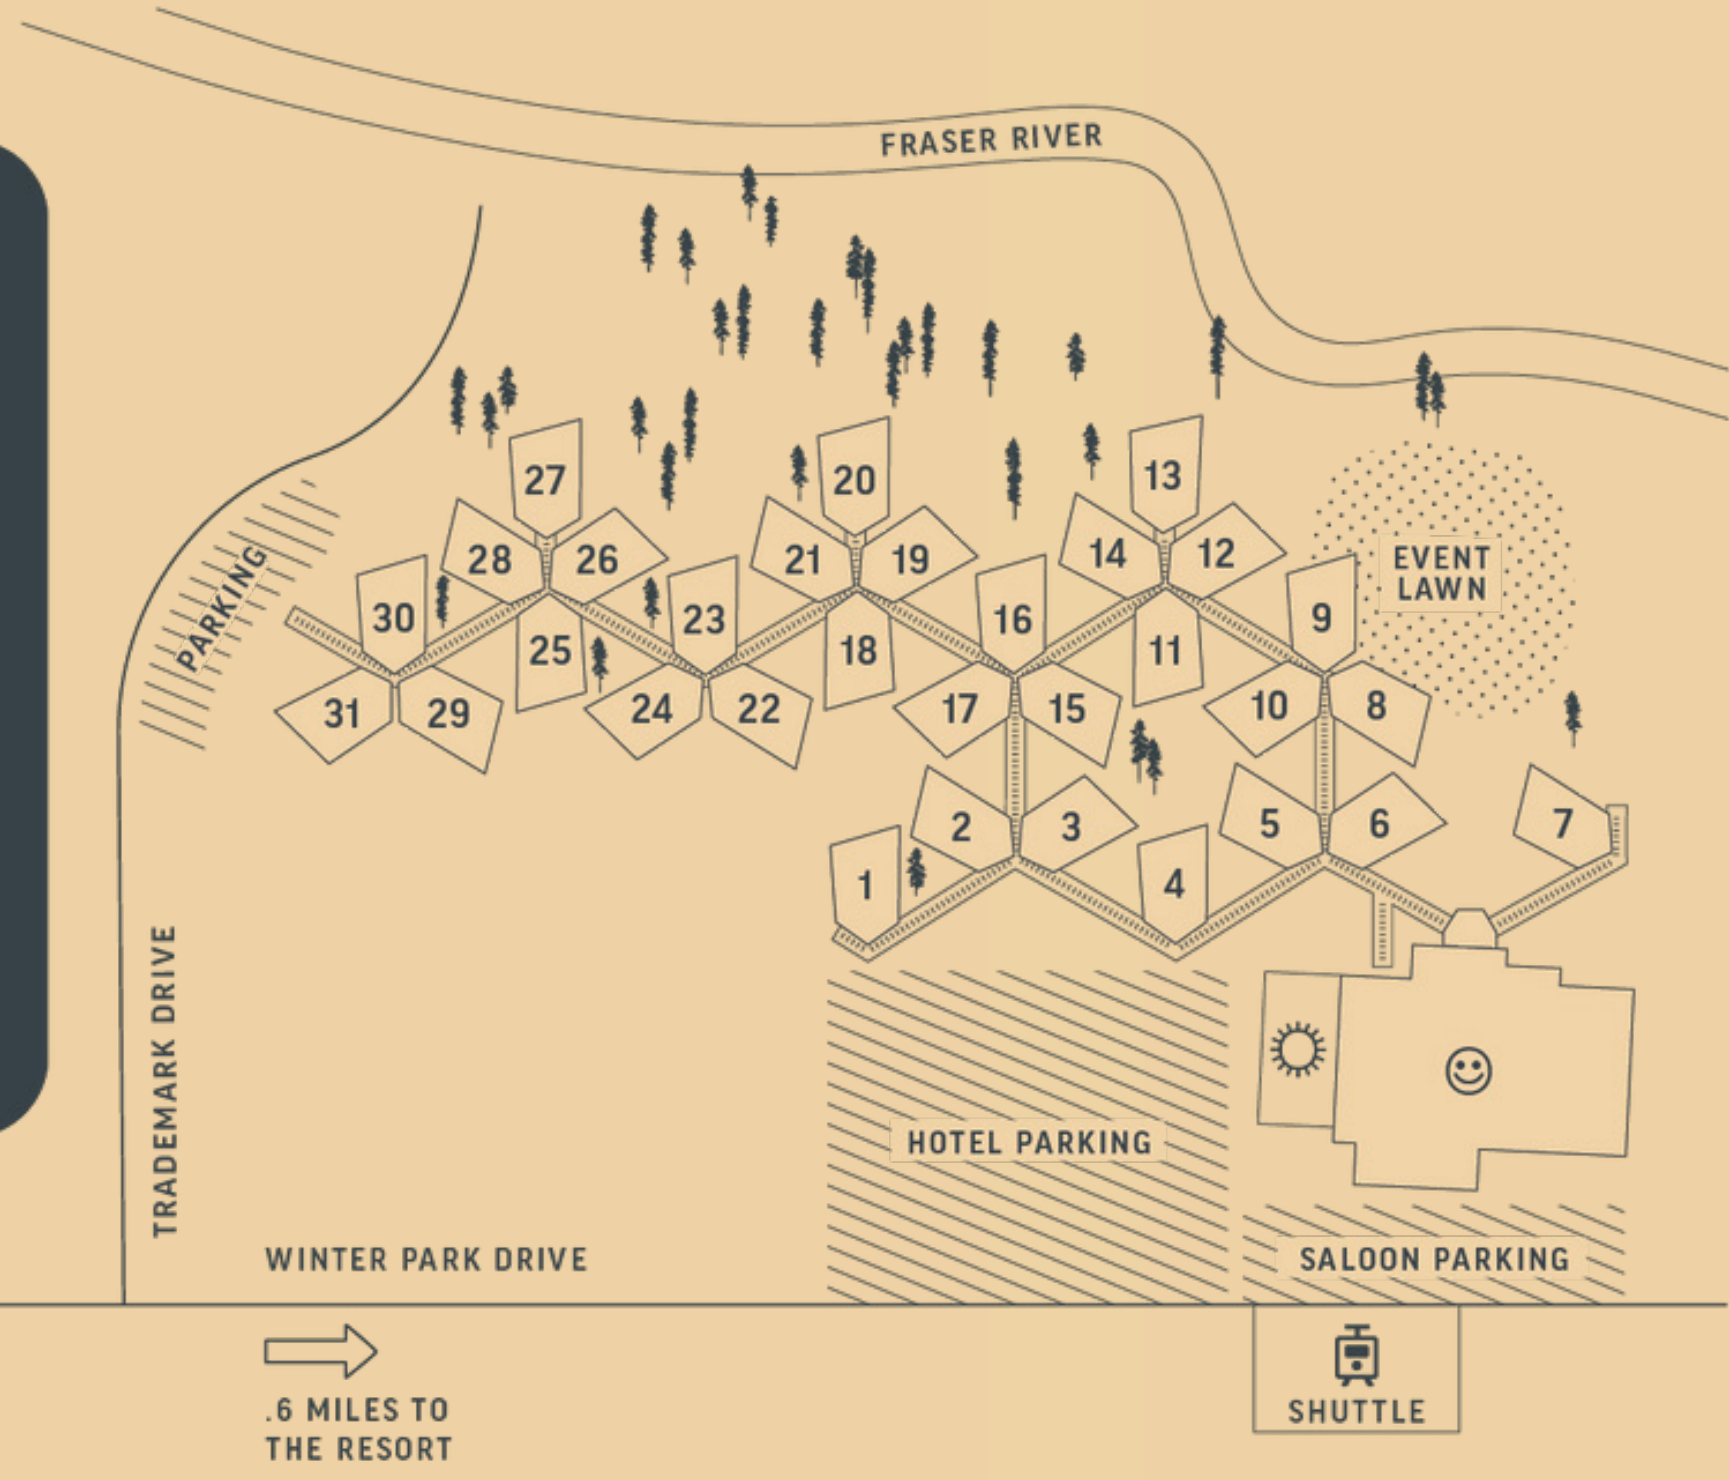 FRASER RIVER
27
20
13
28
26
21
19
14
12
EVENT
LAWN
PARKING
30
25
23
18
16
11
9
31
29
24
22
17
15
10
8
1
2
3
4
5
6
7
TRADEMARK DRIVE
HOTEL PARKING
WINTER PARK DRIVE
SALOON PARKING
.6 MILES TO
THE RESORT
SHUTTLE